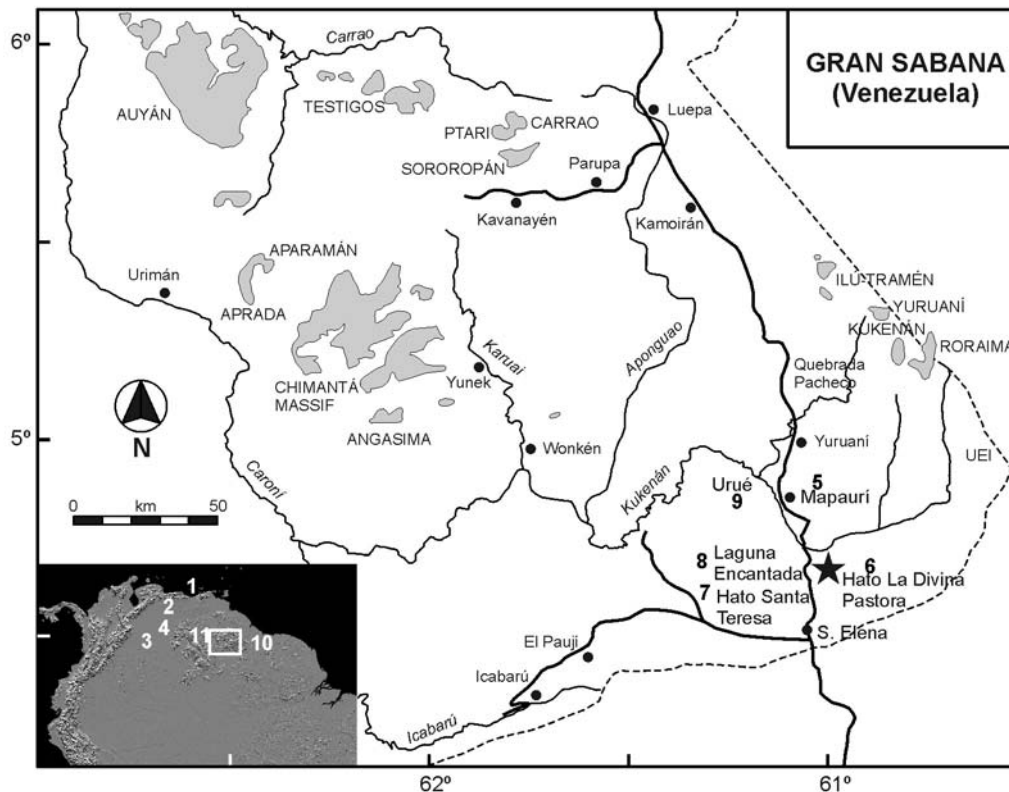 6º
Carrao
GRAN SABANA
(Venezuela)
AUYÁN
TESTIGOS
Luepa
PTARI
CARRAO
SOROROPÁN
Parupa
Kavanayén
Kamoirán
APARAMÁN
Urimán
ILÚ-TRAMÉN
APRADA
YURUANÍ
KUKENÁN
RORAIMA
Karuai
Aponguao
Quebrada
Pacheco
CHIMANTÁ
MASSIF
Yunek
ANGASIMA
N
5º
Wonkén
Yuruaní
UEI
Caroní
Kukenán
Urué
9
5
Mapaurí
0
km
50
8
Laguna
Encantada
6
Hato La Divina
Pastora
7
Hato Santa
Teresa
1
2
4
3
11
10
S. Elena
El Pauji
Icabarú
Icabarú
62º
61º